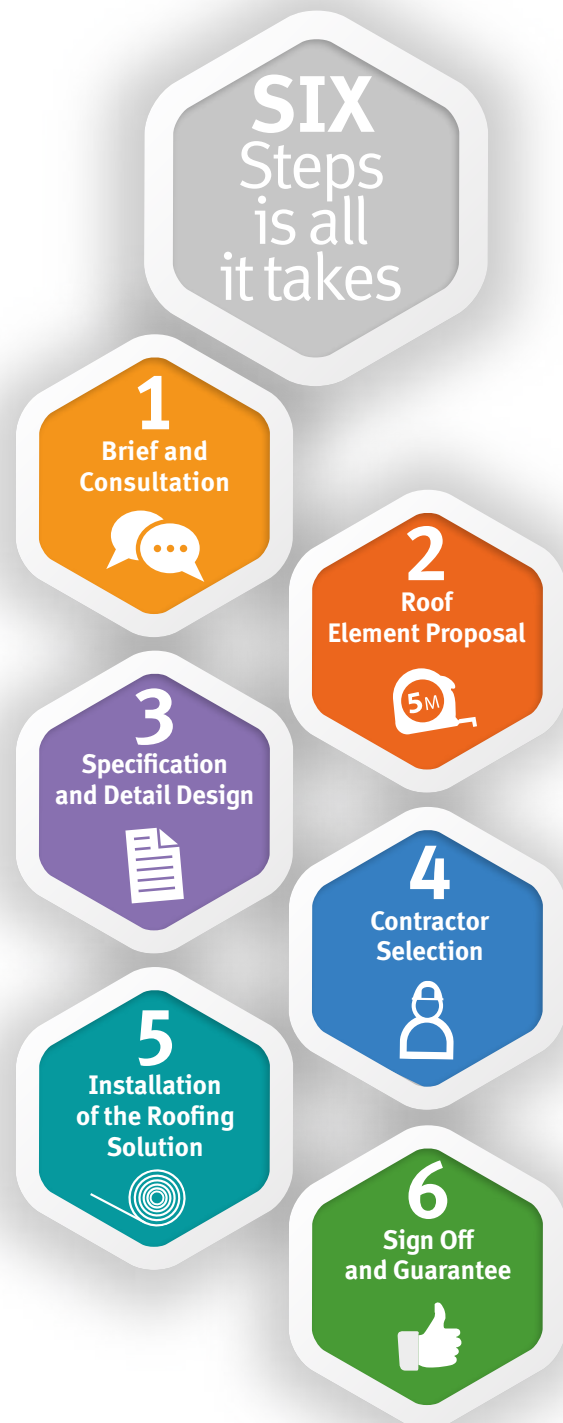 SIX
Steps
is all
it takes
1
Brief and
Consultation
2
Roof
Element Proposal
5M
3
Specification
and Detail Design
4
Contractor
Selection
5
Installation
of the Roofing
Solution
6
Sign Off
and Guarantee